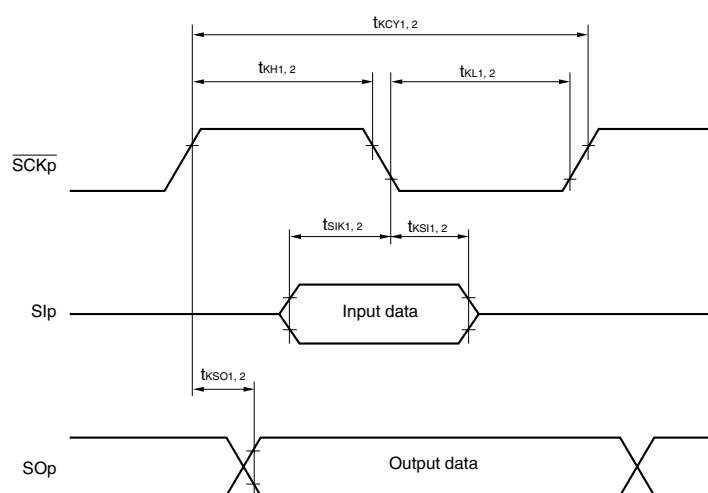 tKCY1, 2
tKH1, 2
tKL1, 2
SCKp
tSIK1, 2
tKSI1, 2
SIp
Input data
tKSO1, 2
SOp
Output data